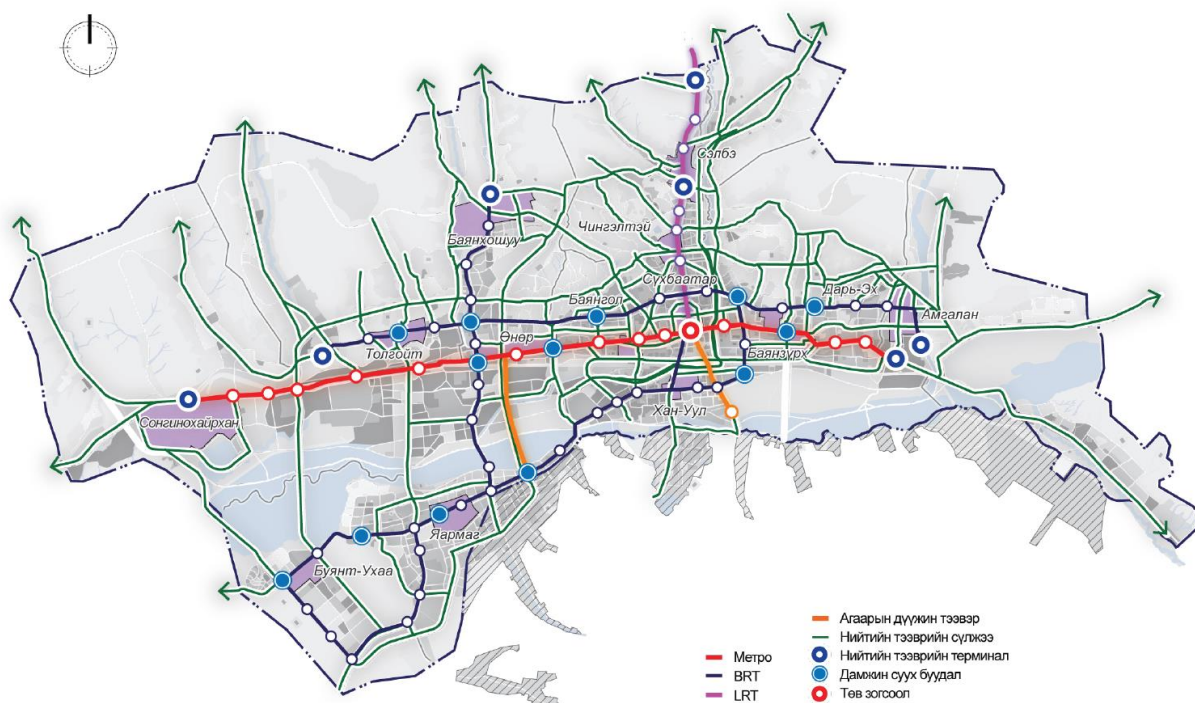 Сэлбэ
Чингэлтэй
Баянхошуу
Сүхбаатар
Дарь-Эх
Баянгол
Амгалан
Өнөр
Толгойт
Баянзүрх
Хан-Уул
Сонгинохайрхан
Яармаг
Буянт-Ухаа
Метро
BRT
LRT
Агаарын дүүжин тээвэр
Нийтийн тээврийн сүлжээ
Нийтийн тээврийн терминал
Дамжин суух буудал
Төв зогсоол